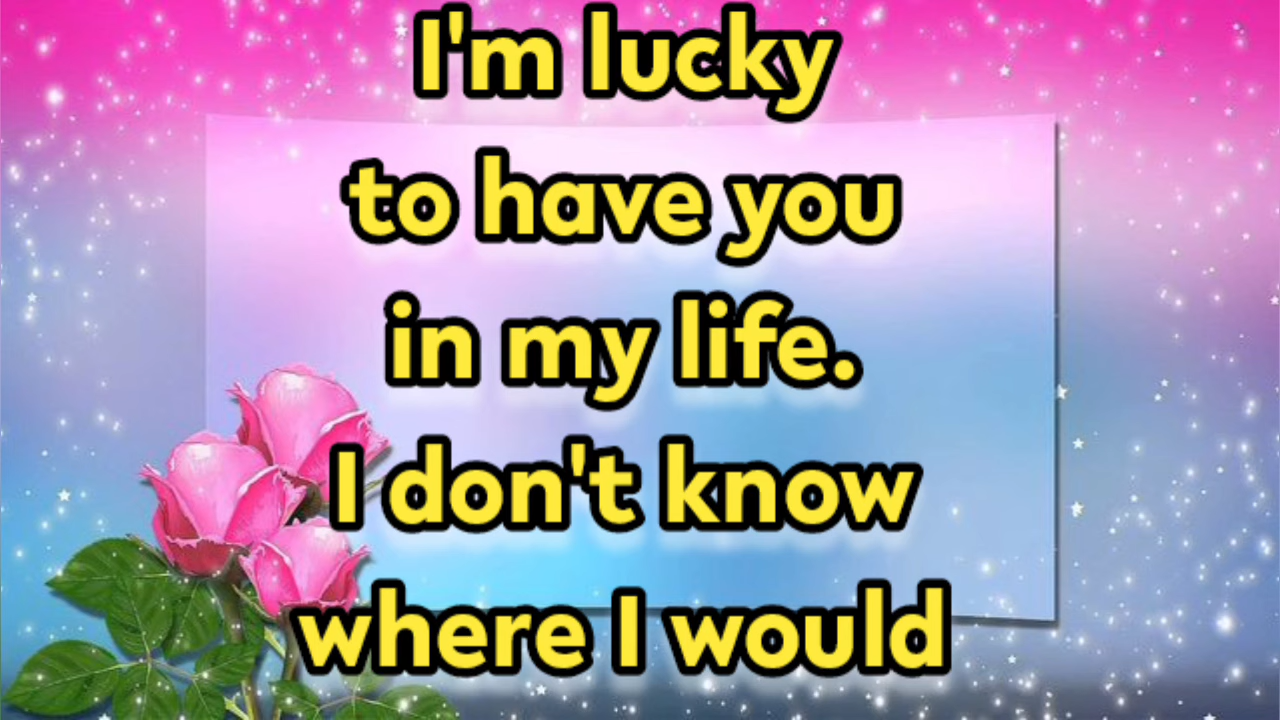 I'm lucky
to have you
in my life.
I don't know
where I would